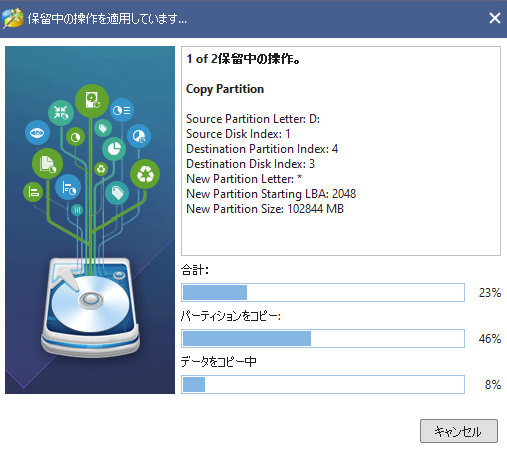 保留中の操作を適用しています...
1 of 2保留中の操作。
Copy Partition
Source Partition Letter: D:
Source Disk Index: 1
Destination Partition Index: 4
Destination Disk Index: 3
New Partition Letter: *
New Partition Starting LBA: 2048
New Partition Size: 102844 MB
合計:
23%
パーティションをコピー:
46%
データをコピー中
8%
キャンセル